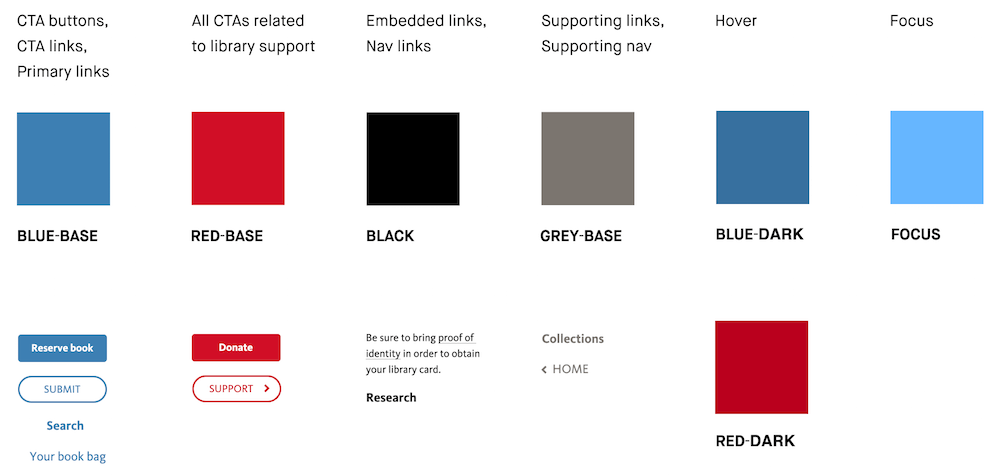 CTA buttons,
CTA links,
Primary links
All CTAs related
to library support
Embedded links,
Nav links
Supporting links,
Supporting nav
Hover
Focus
BLUE-BASE
RED-BASE
BLACK
GREY-BASE
BLUE-DARK
FOCUS
Reserve book
SUBMIT
Search
Your book bag
Donate
SUPPORT
Be sure to bring proof of
identity in order to obtain
your library card.
Research
Collections
HOME
RED-DARK